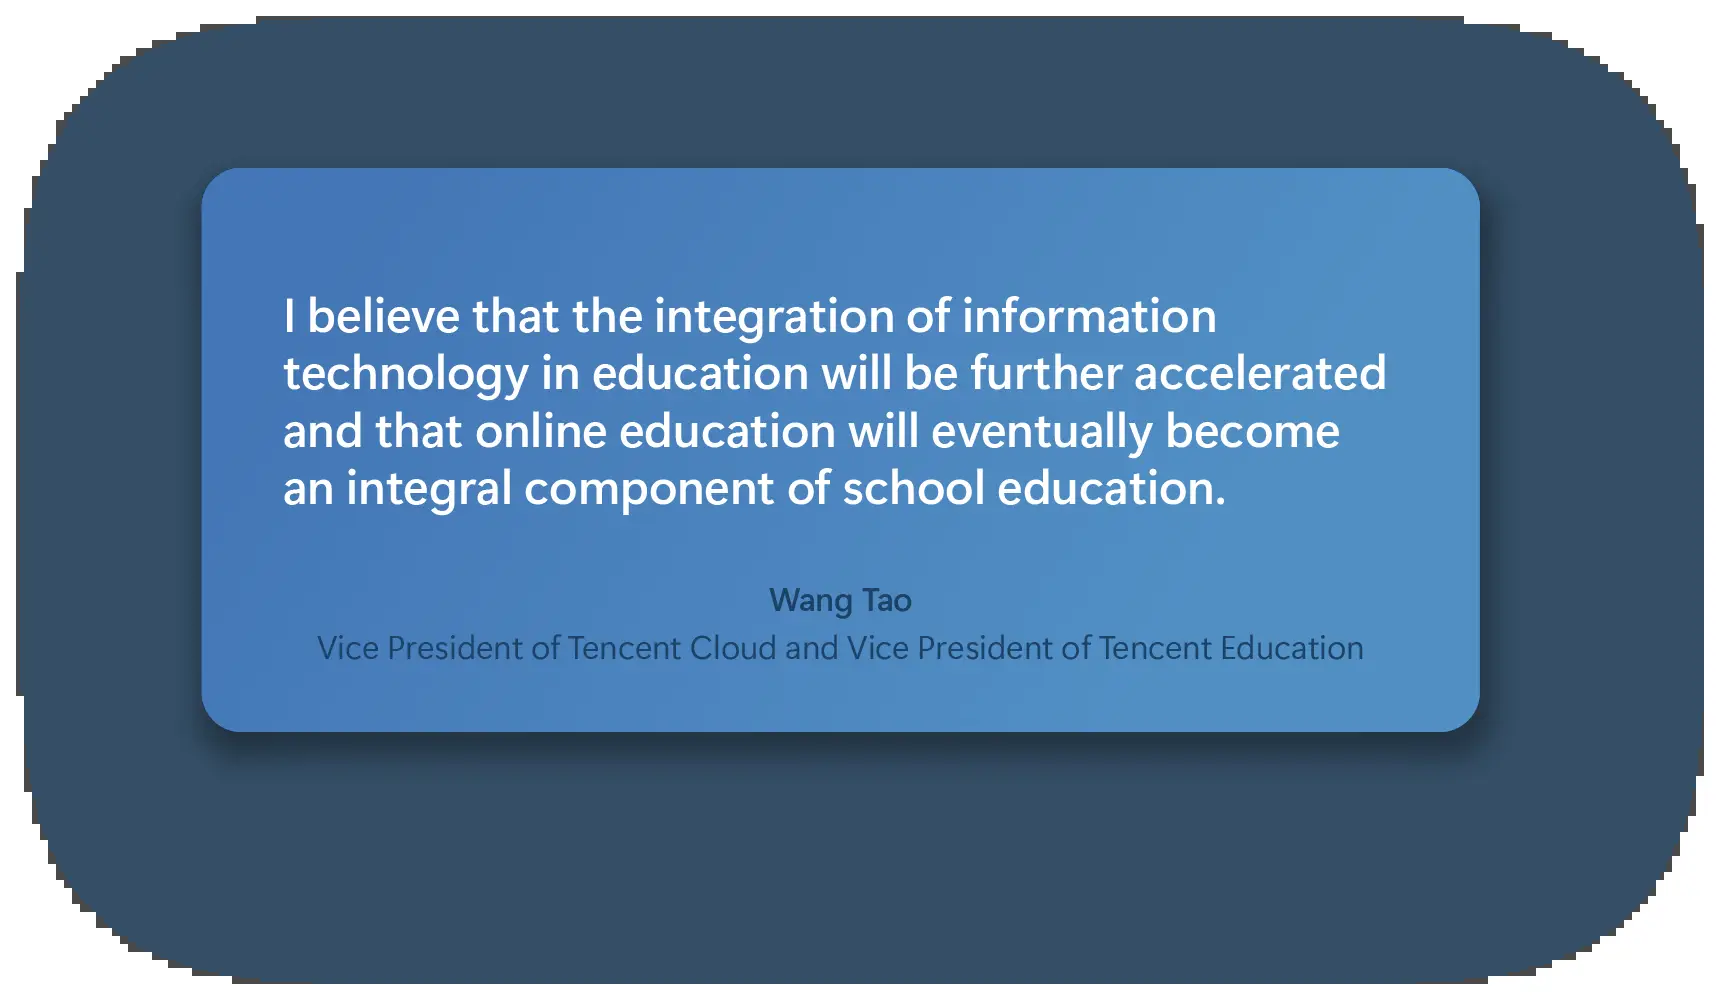 I believe that the integration of information
technology in education will be further accelerated
and that online education will eventually become
an integral component of school education.
Wang Tao
Vice President of Tencent Cloud and Vice President of Tencent Education